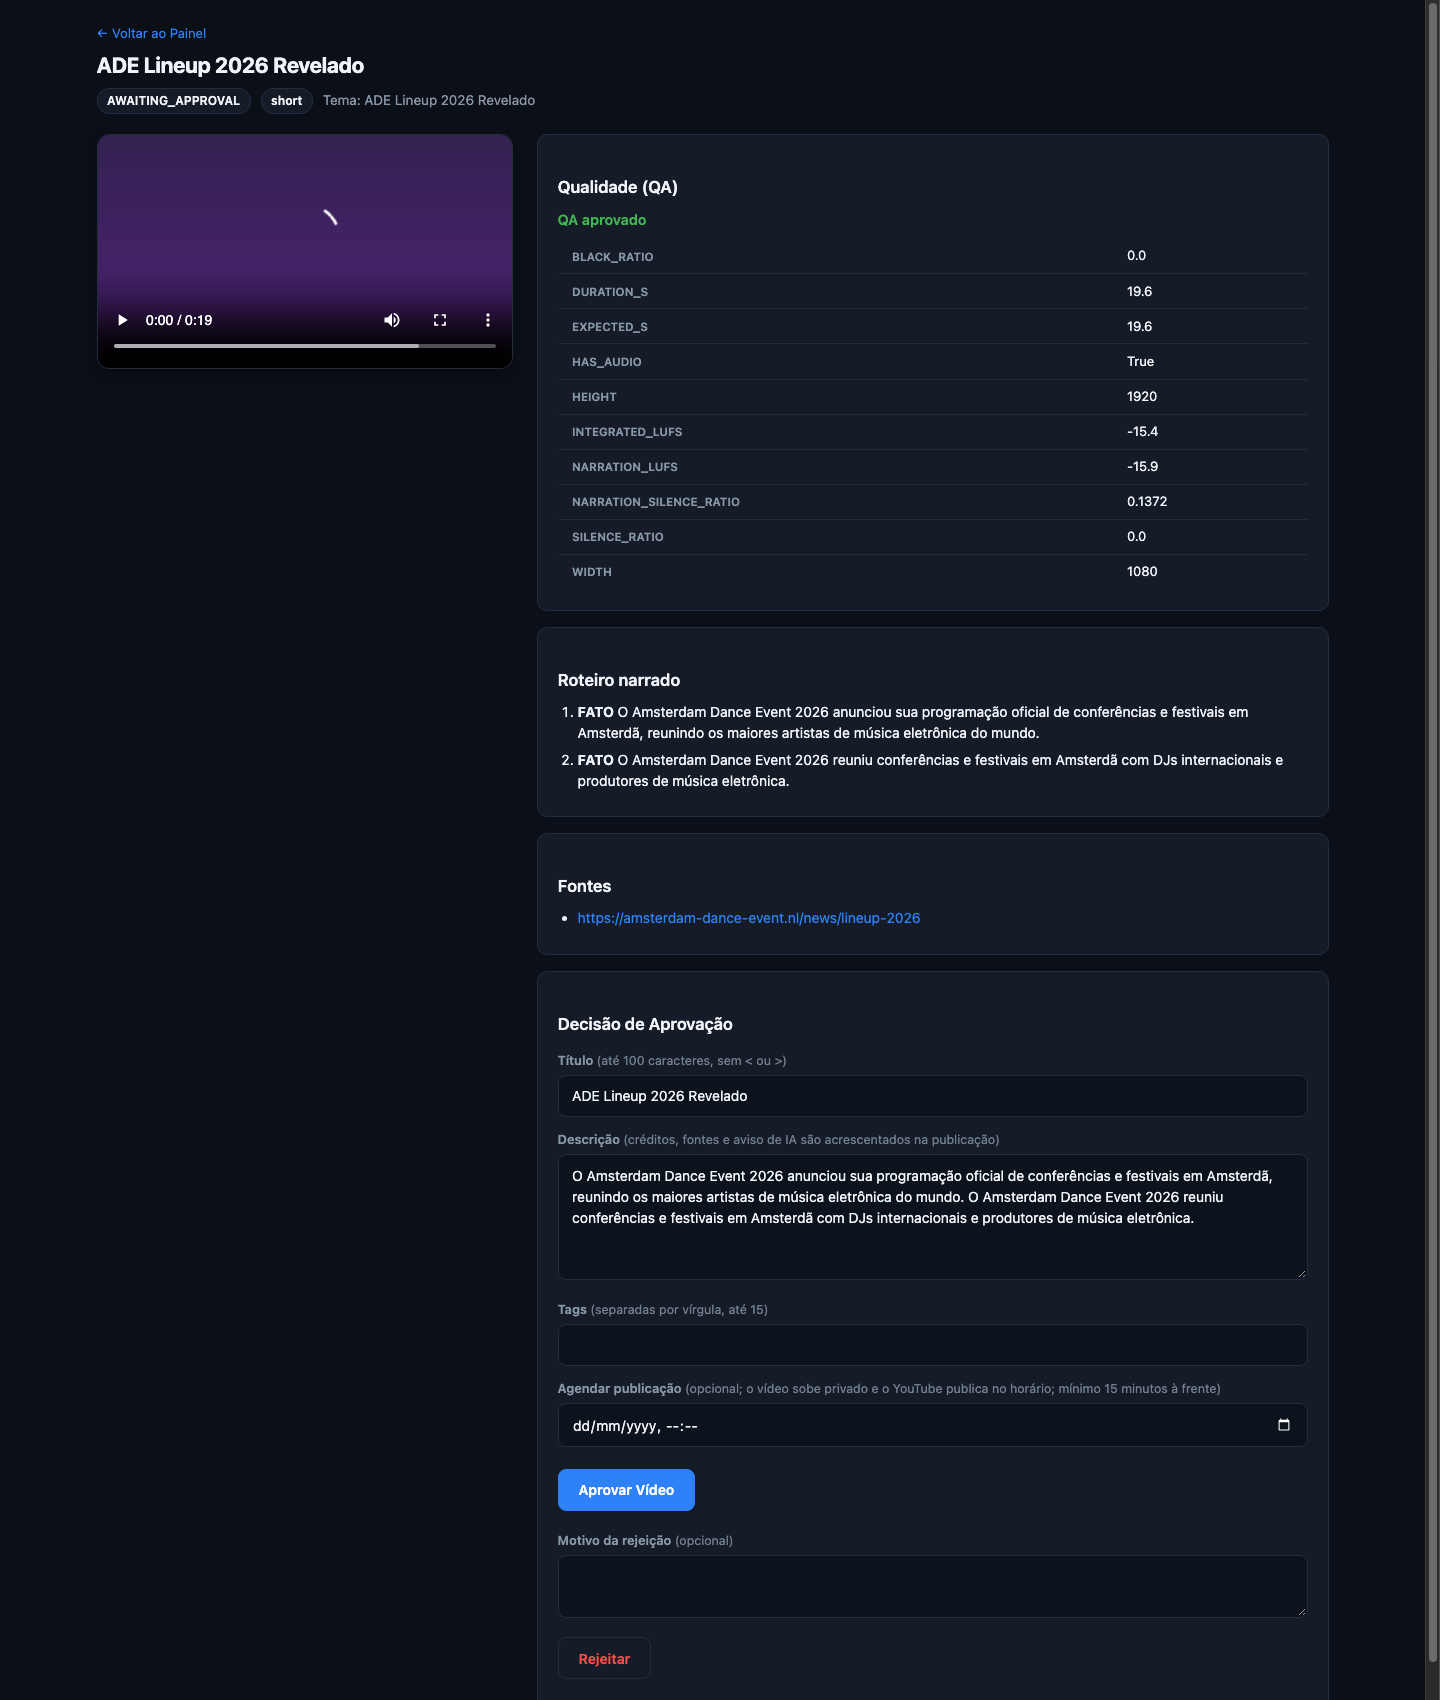 ← Voltar ao Painel
ADE Lineup 2026 Revelado
AWAITING_APPROVAL short Tema: ADE Lineup 2026 Revelado
0:00 / 0:19
Qualidade (QA)
QA aprovado
BLACK_RATIO 0.0
DURATION_S 19.6
EXPECTED_S 19.6
HAS_AUDIO True
HEIGHT 1920
INTEGRATED_LUFS -15.4
NARRATION_LUFS -15.9
NARRATION_SILENCE_RATIO 0.1372
SILENCE_RATIO 0.0
WIDTH 1080
Roteiro narrado
1. FATO O Amsterdam Dance Event 2026 anunciou sua programação oficial de conferências e festivais em
Amsterdã, reunindo os maiores artistas de música eletrônica do mundo.
2. FATO O Amsterdam Dance Event 2026 reuniu conferências e festivais em Amsterdã com DJs internacionais e
produtores de música eletrônica.
Fontes
• https://amsterdam-dance-event.nl/news/lineup-2026
Decisão de Aprovação
Título (até 100 caracteres, sem < ou >)
ADE Lineup 2026 Revelado
Descrição (créditos, fontes e aviso de IA são acrescentados na publicação)
O Amsterdam Dance Event 2026 anunciou sua programação oficial de conferências e festivais em Amsterdã,
reunindo os maiores artistas de música eletrônica do mundo. O Amsterdam Dance Event 2026 reuniu
conferências e festivais em Amsterdã com DJs internacionais e produtores de música eletrônica.
Tags (separadas por vírgula, até 15)
Agendar publicação (opcional; o vídeo sobe privado e o YouTube publica no horário; mínimo 15 minutos à frente)
dd/mm/yyyy, --:--
Aprovar Vídeo
Motivo da rejeição (opcional)
Rejeitar